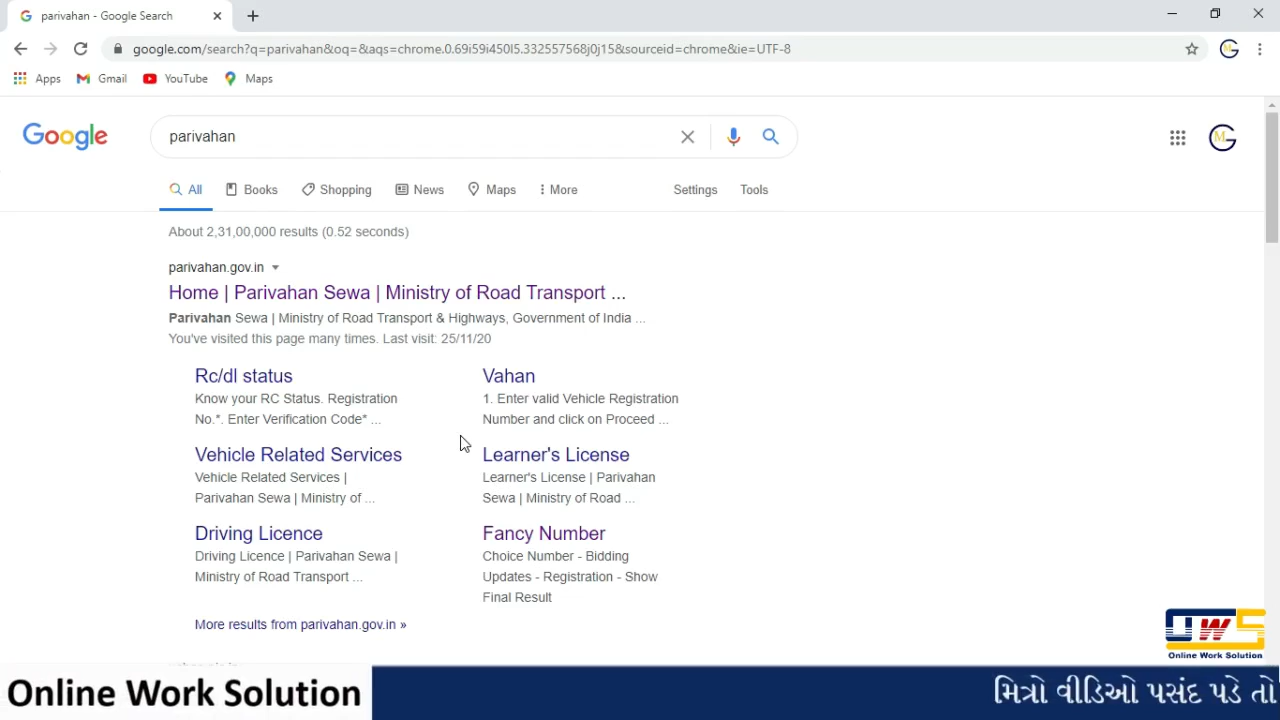 parivahan - Google Search
google.com/search?q=parivahan&oq=&aqs=chrome.0.69i59i450l5.332557568j0j15&sourceid=chrome&ie=UTF-8
Apps Gmail YouTube Maps
Google parivahan
All Books Shopping News Maps More Settings Tools
About 2,31,00,000 results (0.52 seconds)
parivahan.gov.in
Home | Parivahan Sewa | Ministry of Road Transport ...
Parivahan Sewa | Ministry of Road Transport & Highways, Government of India ...
You've visited this page many times. Last visit: 25/11/20
Rc/dl status
Know your RC Status. Registration
No.*. Enter Verification Code* ...
Vahan
1. Enter valid Vehicle Registration
Number and click on Proceed ...
Vehicle Related Services
Vehicle Related Services |
Parivahan Sewa | Ministry of ...
Learner's License
Learner's License | Parivahan
Sewa | Ministry of Road ...
Driving Licence
Driving Licence | Parivahan Sewa |
Ministry of Road Transport ...
Fancy Number
Choice Number - Bidding
Updates - Registration - Show
Final Result
More results from parivahan.gov.in »
OWS
Online Work Solution
Online Work Solution
મિત્રો વીડિઓ પસંદ પડે તો